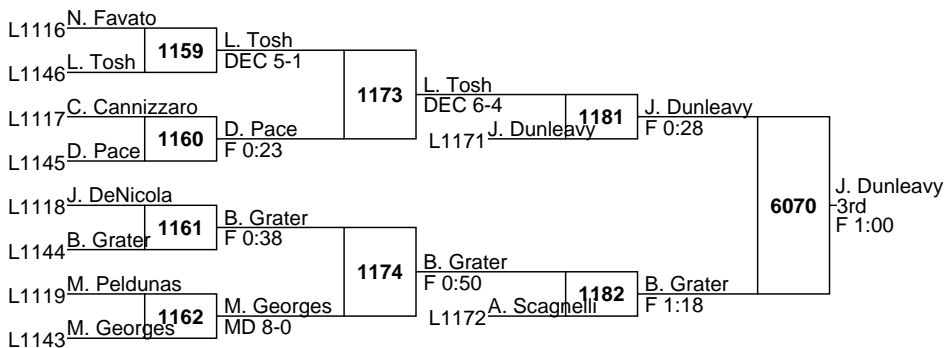 L1116 N. Favato
1159
L. Tosh
DEC 5-1
L1146 L. Tosh
1173
L. Tosh
DEC 6-4
L1117 C. Cannizzaro
1160
D. Pace
F 0:23
L1145 D. Pace
L1171 J. Dunleavy
1181
J. Dunleavy
F 0:28
L1118 J. DeNicola
1161
B. Grater
F 0:38
L1144 B. Grater
1174
B. Grater
F 0:50
L1119 M. Peldunas
1162
M. Georges
MD 8-0
L1143 M. Georges
L1172 A. Scagnelli
1182
B. Grater
F 1:18
6070
J. Dunleavy
3rd
F 1:00